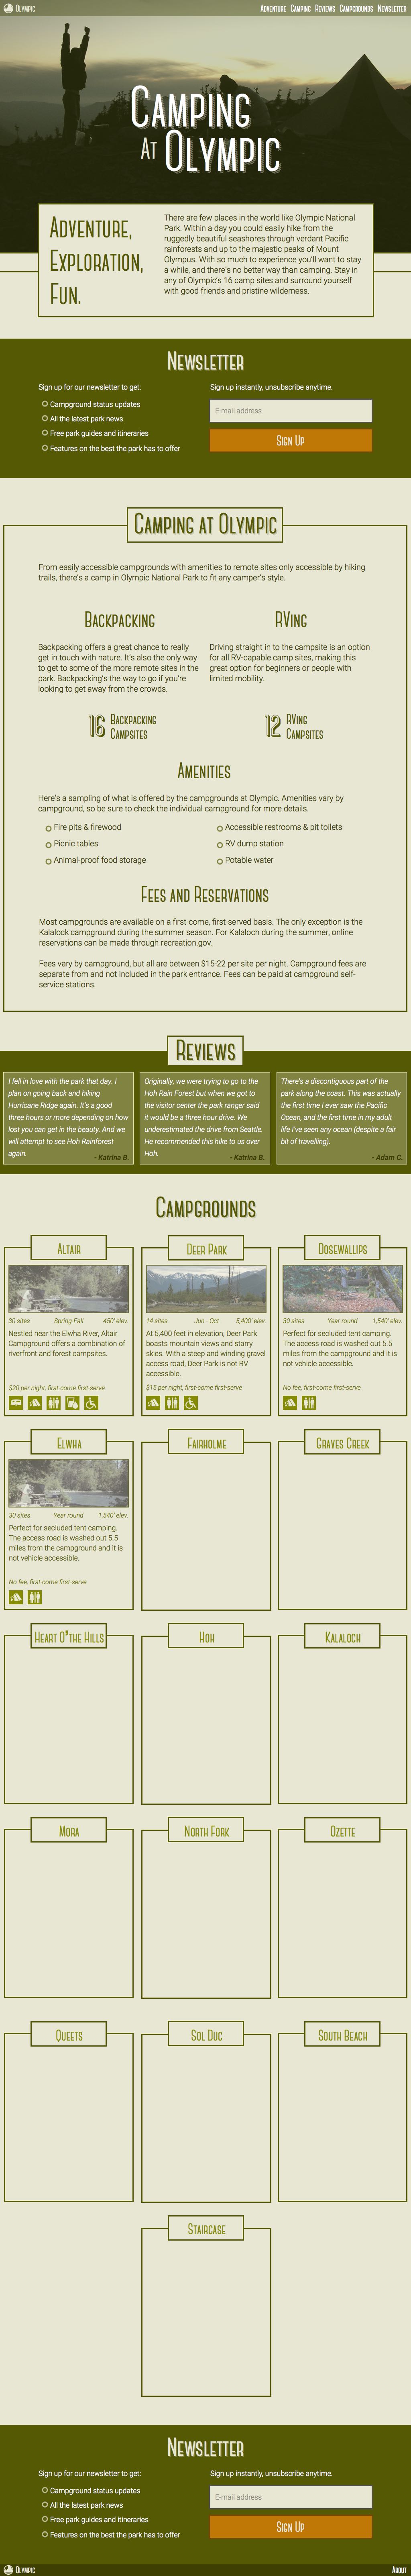 Olympic
Adventure Camping Reviews Campgrounds Newsletter
Camping
At Olympic
Adventure,
Exploration,
Fun.
There are few places in the world like Olympic National
Park. Within a day you could easily hike from the
ruggedly beautiful seashores through verdant Pacific
rainforests and up to the majestic peaks of Mount
Olympus. With so much to experience you'll want to stay
a while, and there's no better way than camping. Stay in
any of Olympic's 16 camp sites and surround yourself
with good friends and pristine wilderness.
Newsletter
Sign up for our newsletter to get:
Campground status updates
All the latest park news
Free park guides and itineraries
Features on the best the park has to offer
Sign up instantly, unsubscribe anytime.
E-mail address
Sign Up
Camping at Olympic
From easily accessible campgrounds with amenities to remote sites only accessible by hiking
trails, there's a camp in Olympic National Park to fit any camper's style.
Backpacking
Backpacking offers a great chance to really
get in touch with nature. It's also the only way
to get to some of the more remote sites in the
park. Backpacking's the way to go if you're
looking to get away from the crowds.
16 Backpacking
Campsites
RVing
Driving straight in to the campsite is an option
for all RV-capable camp sites, making this
great option for beginners or people with
limited mobility.
12 RVing
Campsites
Amenities
Here's a sampling of what is offered by the campgrounds at Olympic. Amenities vary by
campground, so be sure to check the individual campground for more details.
Fire pits & firewood
Picnic tables
Animal-proof food storage
Accessible restrooms & pit toilets
RV dump station
Potable water
Fees and Reservations
Most campgrounds are available on a first-come, first-served basis. The only exception is the
Kalalock campground during the summer season. For Kalaloch during the summer, online
reservations can be made through recreation.gov.
Fees vary by campground, but all are between $15-22 per site per night. Campground fees are
separate from and not included in the park entrance. Fees can be paid at campground self-
service stations.
Reviews
I fell in love with the park that day. I
plan on going back and hiking
Hurricane Ridge again. It's a good
three hours or more depending on how
lost you can get in the beauty. And we
will attempt to see Hoh Rainforest
again.
- Katrina B.
Originally, we were trying to go to the
Hoh Rain Forest but when we got to
the visitor center the park ranger said
it would be a three hour drive. We
underestimated the drive from Seattle.
He recommended this hike to us over
Hoh.
- Katrina B.
There's a discontiguous part of the
park along the coast. This was actually
the first time I ever saw the Pacific
Ocean, and the first time in my adult
life I've seen any ocean (despite a fair
bit of travelling).
- Adam C.
Campgrounds
Altair
30 sites Spring-Fall 450' elev.
Nestled near the Elwha River, Altair
Campground offers a combination of
riverfront and forest campsites.
$20 per night, first-come first-serve
Deer Park
14 sites Jun - Oct 5,400' elev.
At 5,400 feet in elevation, Deer Park
boasts mountain views and starry
skies. With a steep and winding gravel
access road, Deer Park is not RV
accessible.
$15 per night, first-come first-serve
Dosewallips
30 sites Year round 1,540' elev.
Perfect for secluded tent camping.
The access road is washed out 5.5
miles from the campground and it is
not vehicle accessible.
No fee, first-come first-serve
Elwha
30 sites Year round 1,540' elev.
Perfect for secluded tent camping.
The access road is washed out 5.5
miles from the campground and it is
not vehicle accessible.
No fee, first-come first-serve
Fairholme
Graves Creek
Heart O'the Hills
Hoh
Kalaloch
Mora
North Fork
Ozette
Queets
Sol Duc
South Beach
Staircase
Newsletter
Sign up for our newsletter to get:
Campground status updates
All the latest park news
Free park guides and itineraries
Features on the best the park has to offer
Sign up instantly, unsubscribe anytime.
E-mail address
Sign Up
Olympic
About